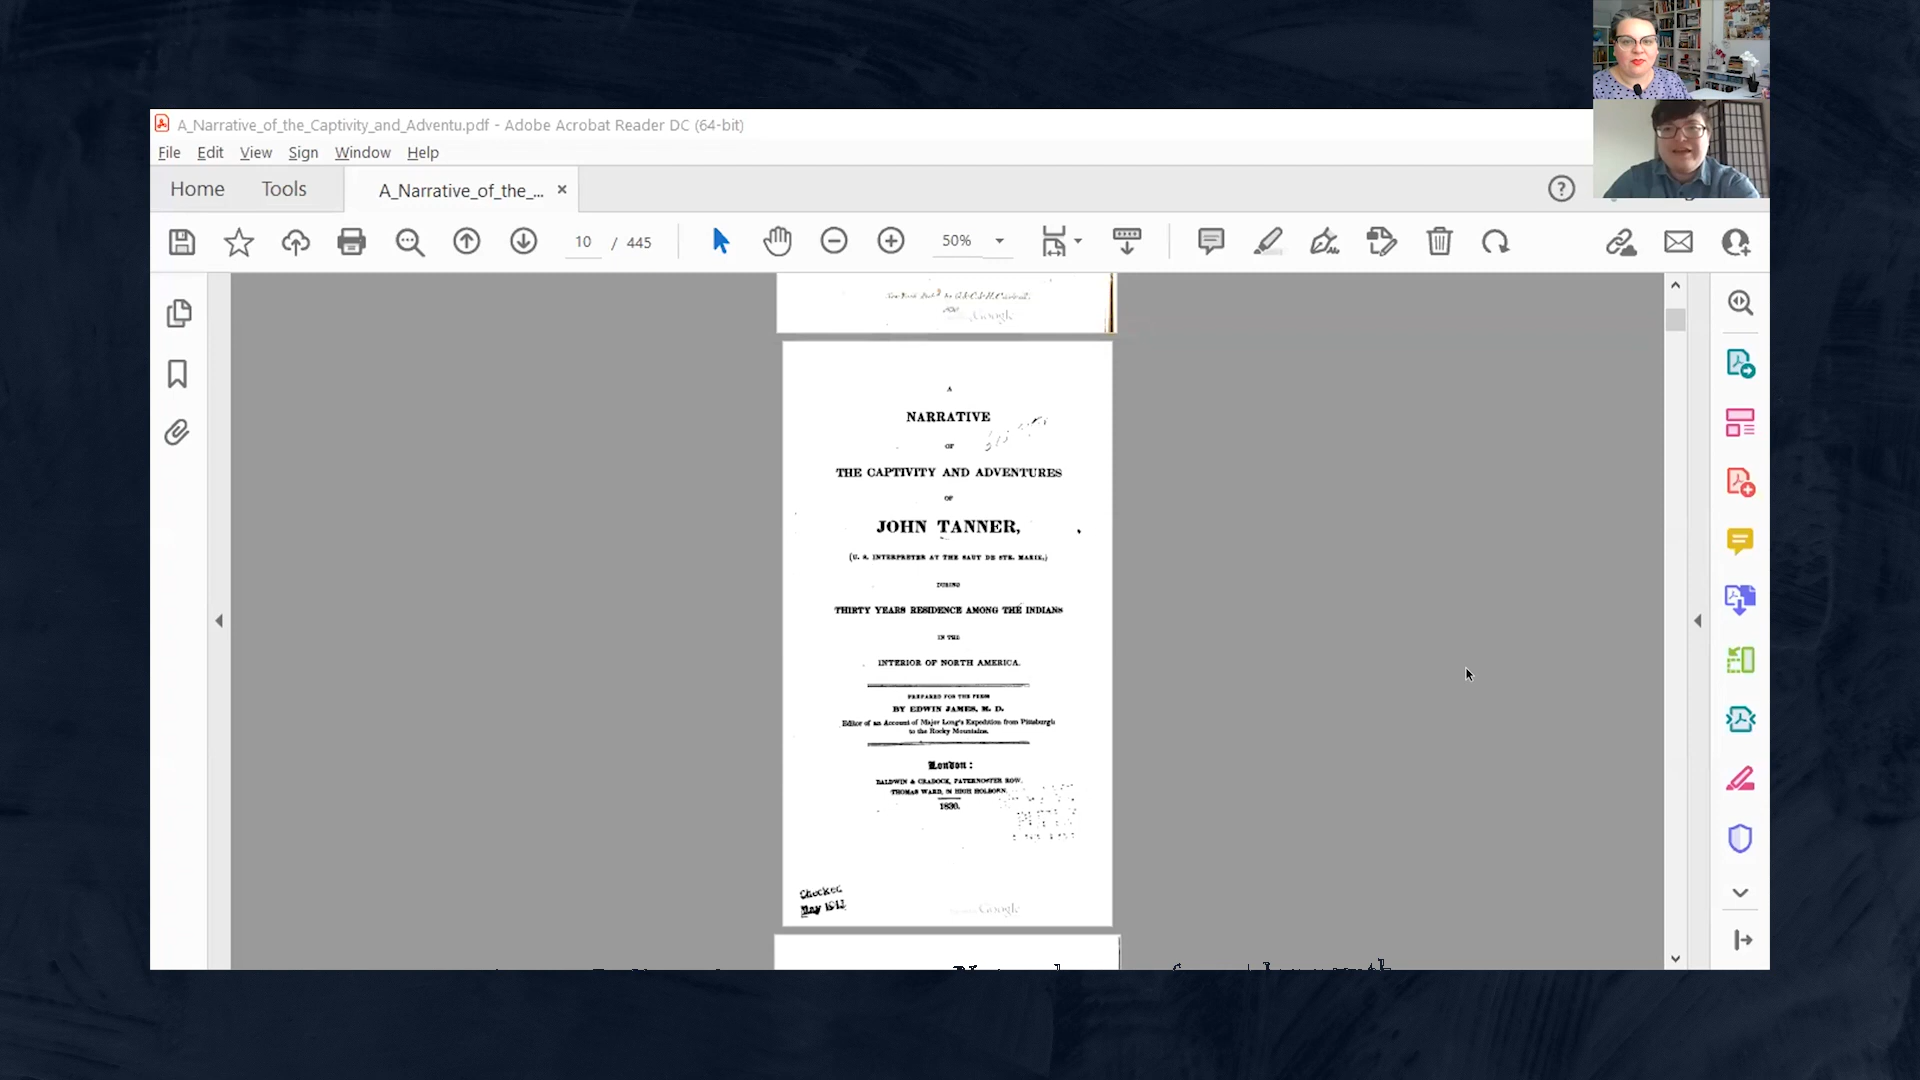 A_Narrative_of_the_Captivity_and_Adventu.pdf - Adobe Acrobat Reader DC (64-bit)
File Edit View Sign Window Help
Home Tools A_Narrative_of_the_... ×
10 / 445 50%
Google
A
NARRATIVE
OF
THE CAPTIVITY AND ADVENTURES
OF
JOHN TANNER,
(U. S. INTERPRETER AT THE SAUT DE STE. MARIE,)
DURING
THIRTY YEARS RESIDENCE AMONG THE INDIANS
IN THE
INTERIOR OF NORTH AMERICA.
PREPARED FOR THE PRESS
BY EDWIN JAMES, M. D.
Editor of an Account of Major Long's Expedition from Pittsburgh
to the Rocky Mountains.
London:
BALDWIN & CRADOCK, PATERNOSTER ROW.
THOMAS WARD, 84 HIGH HOLBORN.
1830.
Checked
May 1913
Google